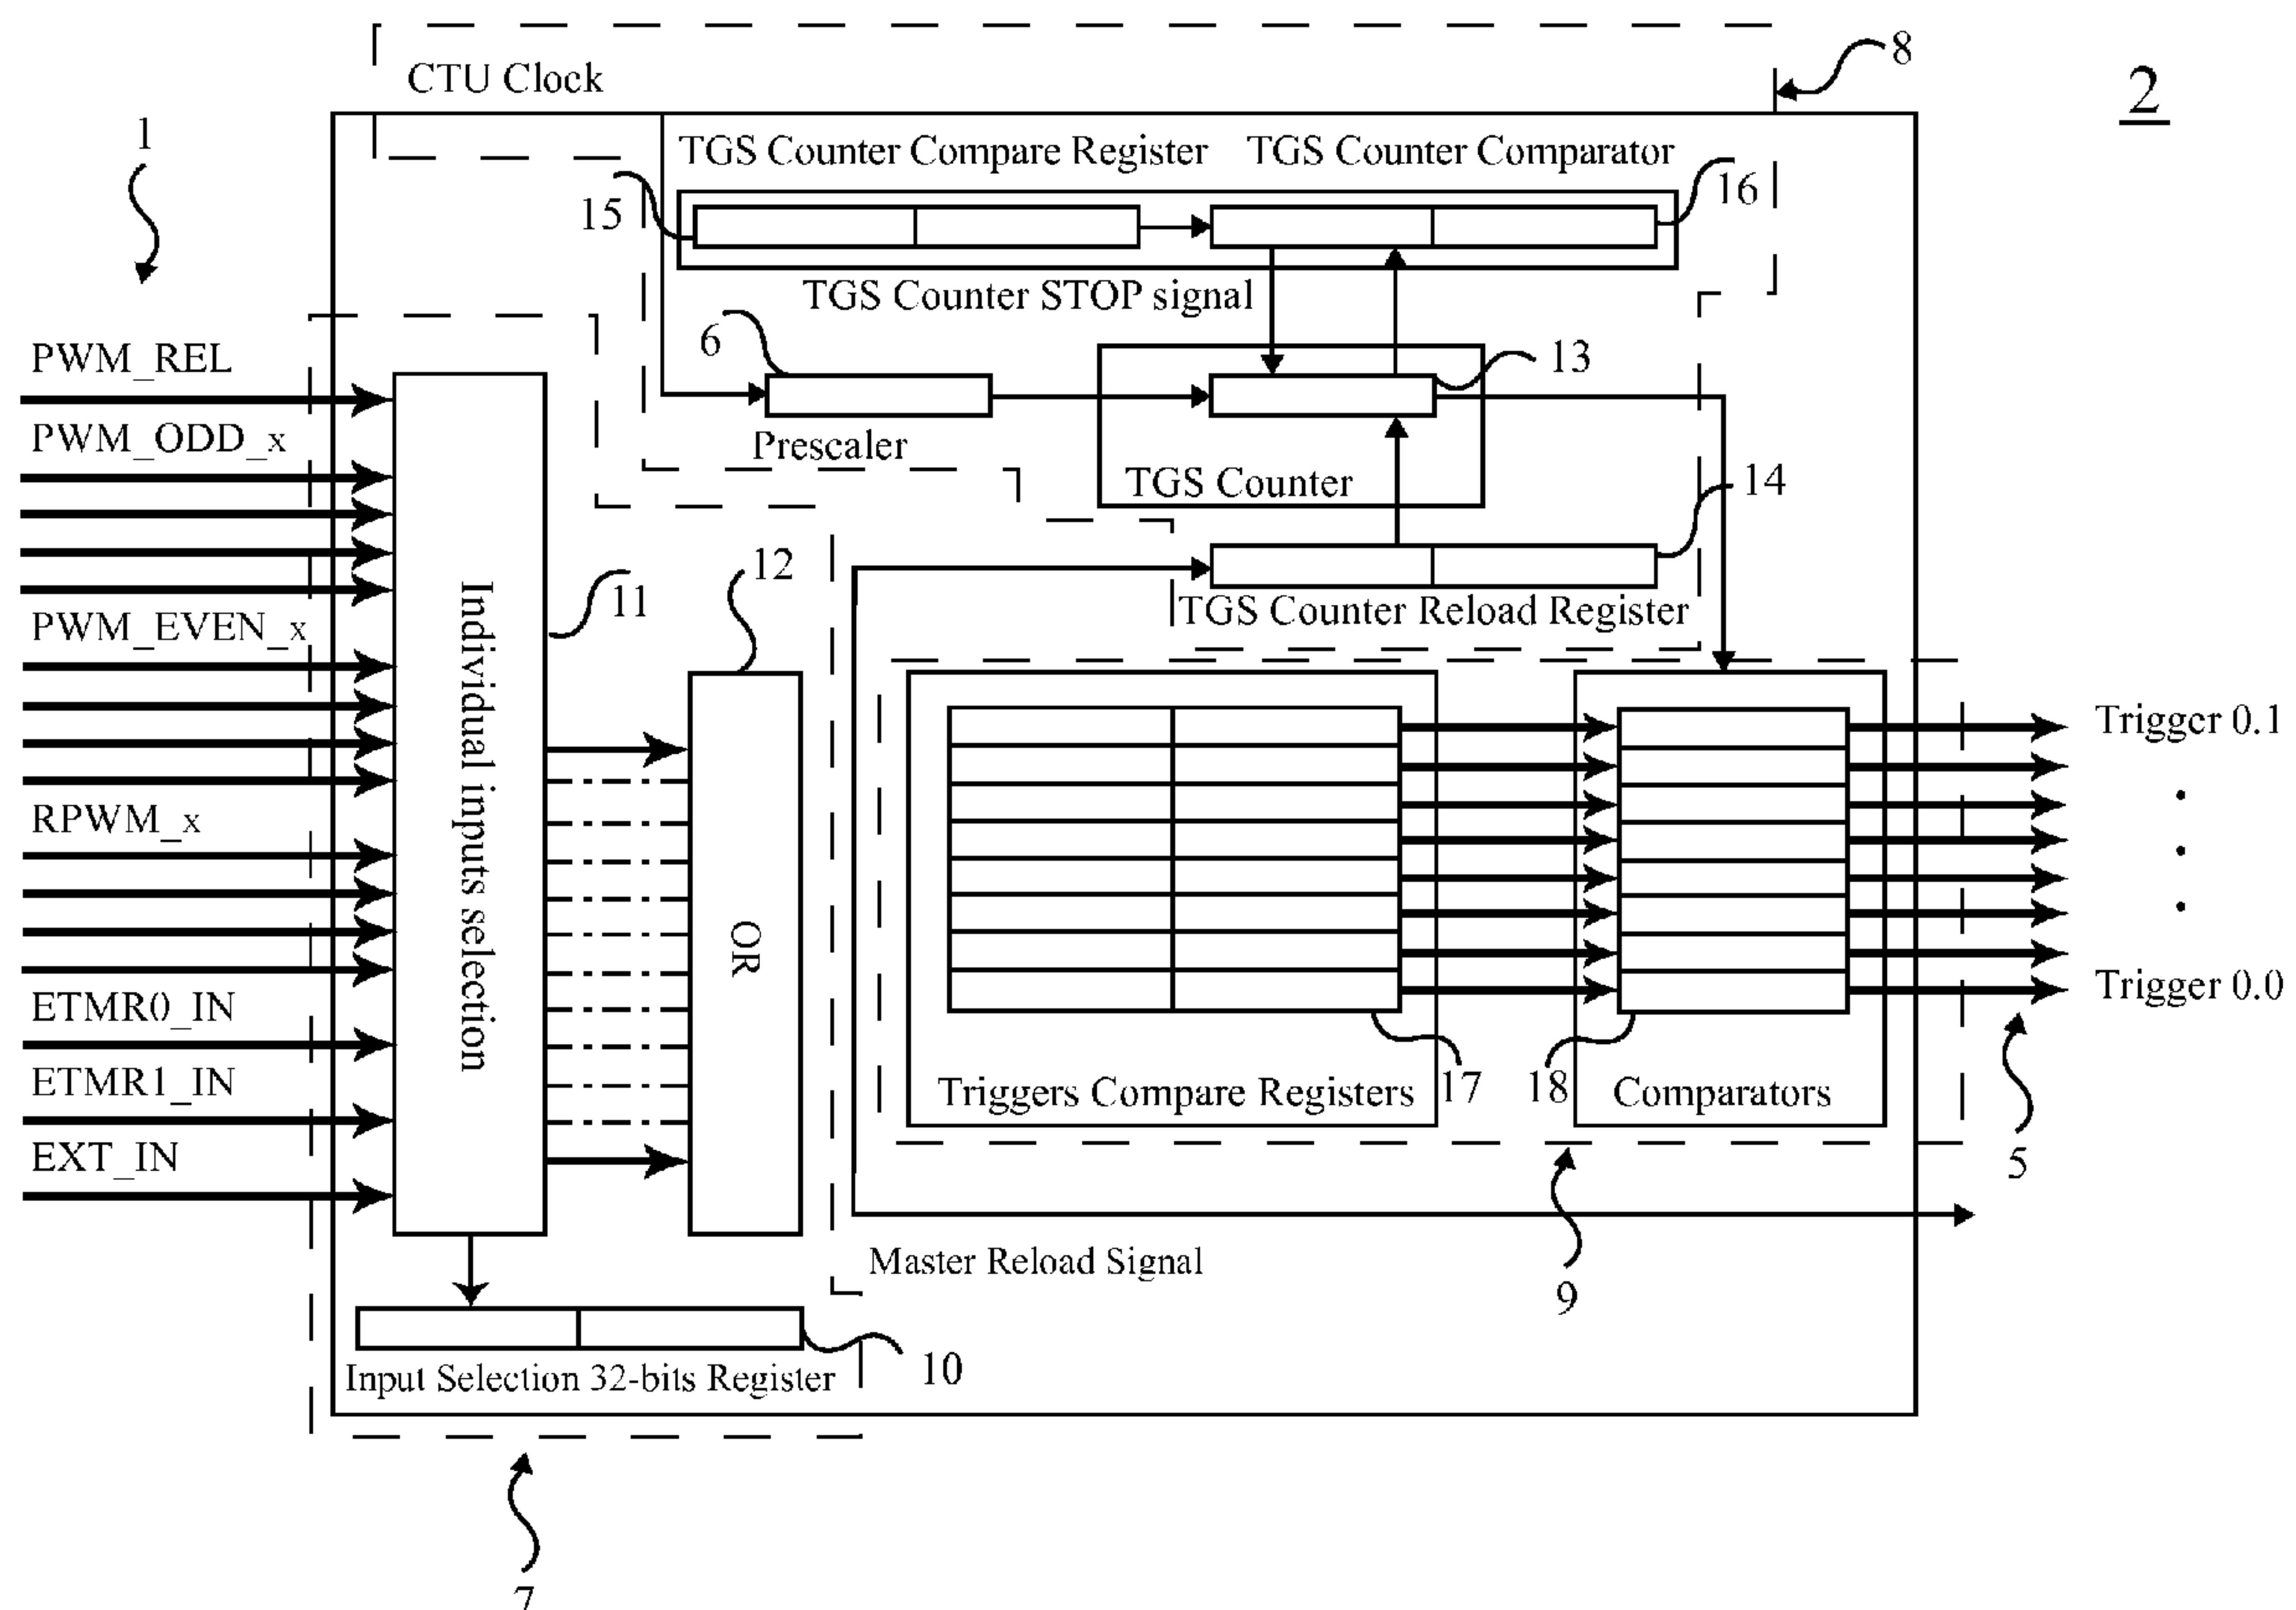 CTU Clock
8
2
1
TGS Counter Compare Register
TGS Counter Comparator
15
16
TGS Counter STOP signal
6
13
PWM_REL
PWM_ODD_x
Prescaler
TGS Counter
14
12
11
Individual inputs selection
TGS Counter Reload Register
PWM_EVEN_x
Trigger 0.1
RPWM_x
OR
ETMR0_IN
Trigger 0.0
ETMR1_IN
Triggers Compare Registers
17
18
Comparators
EXT_IN
5
Master Reload Signal
9
Input Selection 32-bits Register
10
7